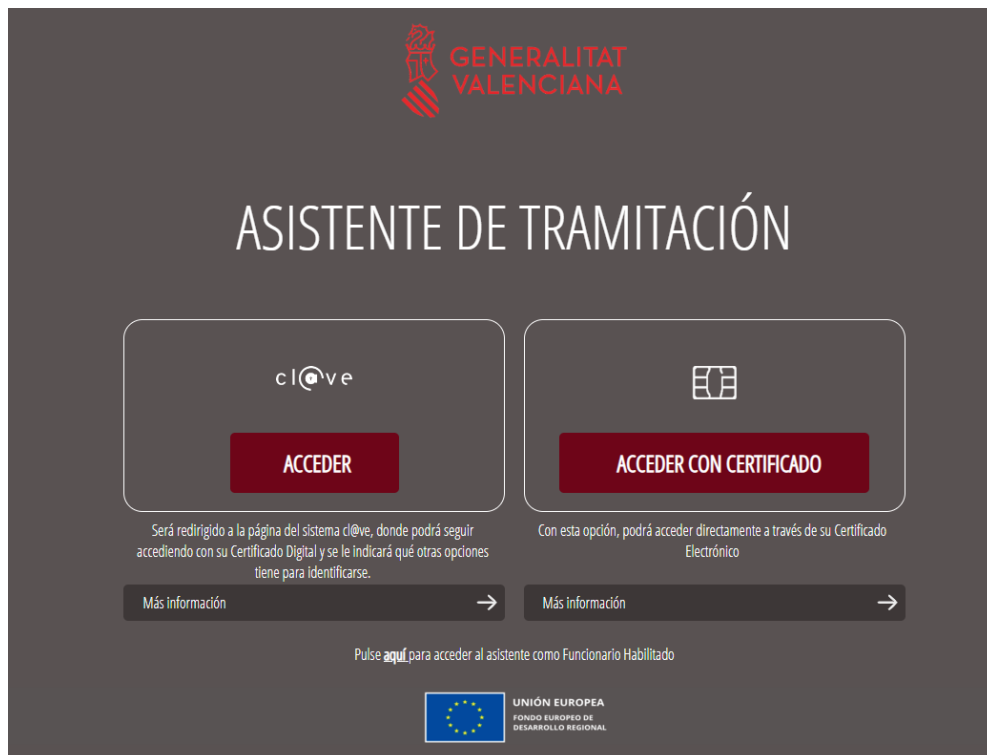 GENERALITAT
VALENCIANA
ASISTENTE DE TRAMITACIÓN
cl@ve
ACCEDER
Será redirigido a la página del sistema cl@ve, donde podrá seguir
accediendo con su Certificado Digital y se le indicará qué otras opciones
tiene para identificarse.
Más información
ACCEDER CON CERTIFICADO
Con esta opción, podrá acceder directamente a través de su Certificado
Electrónico
Más información
Pulse aquí para acceder al asistente como Funcionario Habilitado
UNIÓN EUROPEA
FONDO EUROPEO DE
DESARROLLO REGIONAL